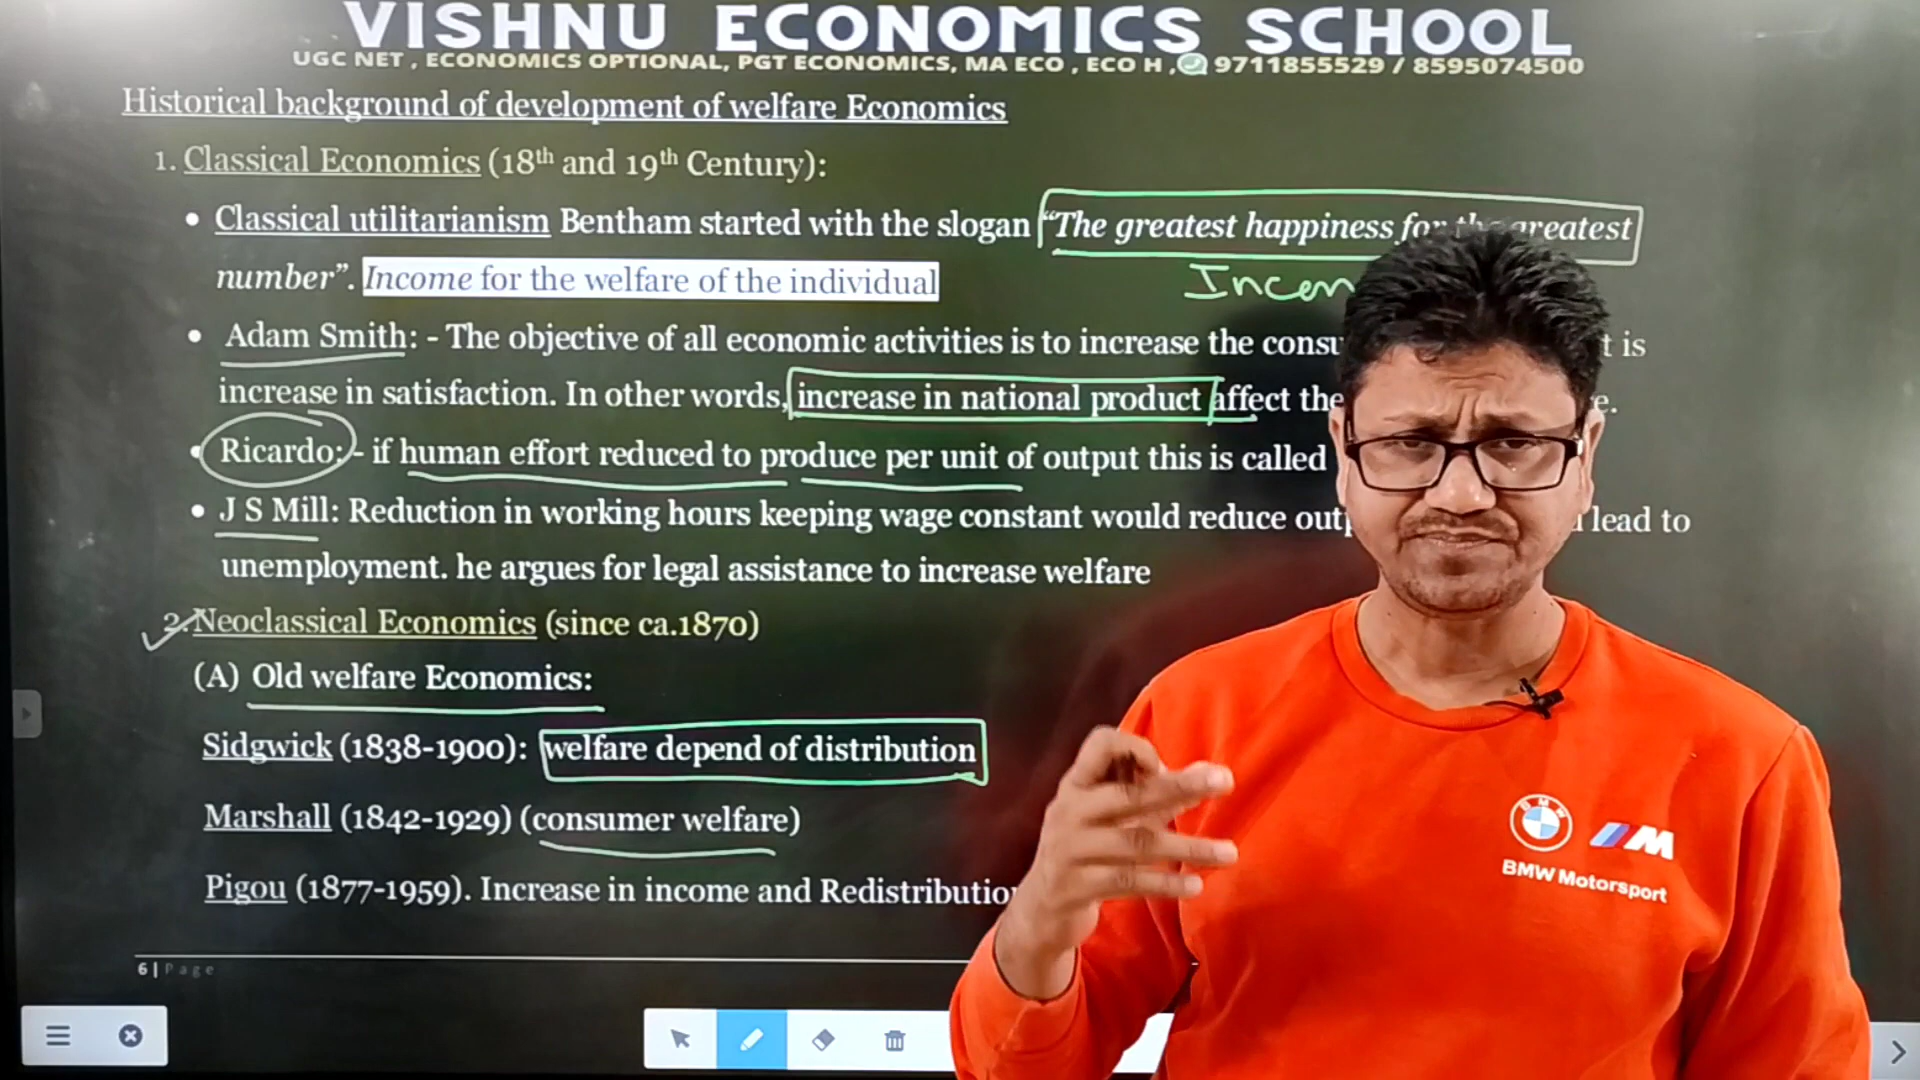 VISHNU ECONOMICS SCHOOL
UGC NET , ECONOMICS OPTIONAL, PGT ECONOMICS, MA ECO , ECO H , 9711855529 / 8595074500
Historical background of development of welfare Economics
1. Classical Economics (18th and 19th Century):
• Classical utilitarianism Bentham started with the slogan “The greatest happiness for the greatest
number”. Income for the welfare of the individual
Incen
• Adam Smith: - The objective of all economic activities is to increase the t is
increase in satisfaction. In other words, increase in national product affect the e.
• Ricardo: - if human effort reduced to produce per unit of output this is called
• J S Mill: Reduction in working hours keeping wage constant would reduce lead to
unemployment. he argues for legal assistance to increase welfare
2. Neoclassical Economics (since ca.1870)
(A) Old welfare Economics:
Sidgwick (1838-1900): welfare depend of distribution
Marshall (1842-1929) (consumer welfare)
Pigou (1877-1959). Increase in income and Redistributio
6 | Page
BMW
M
BMW Motorsport